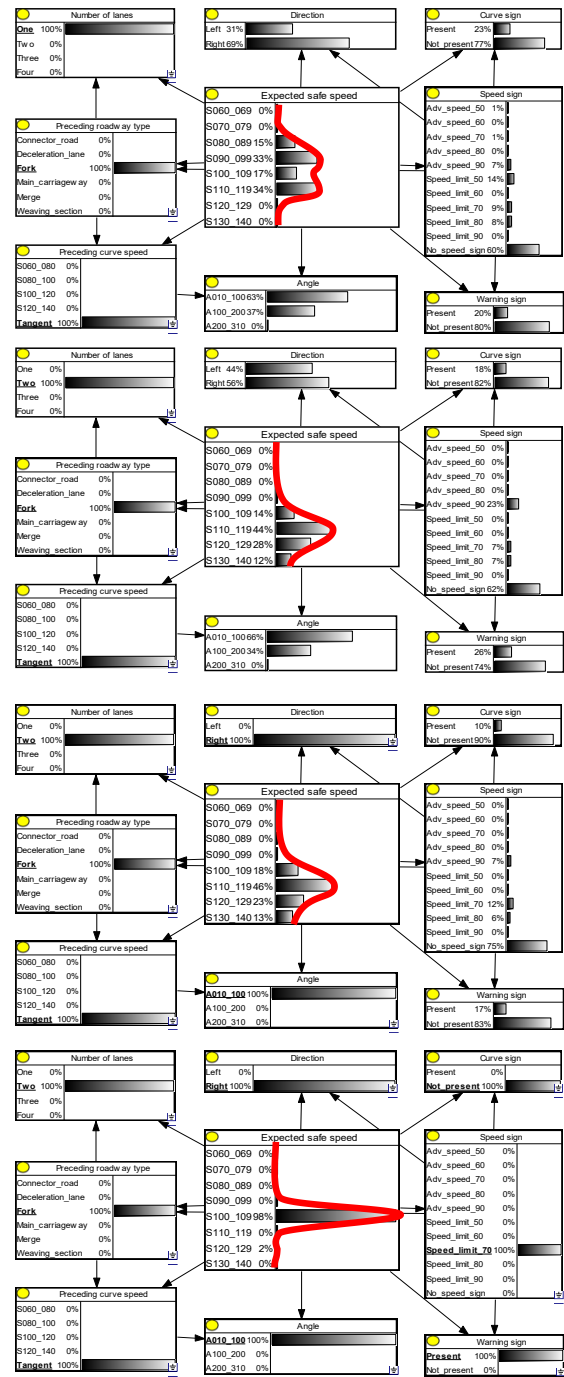 Number of lanes
One 100%
Two 0%
Three 0%
Four 0%
Direction
Left 31%
Right 69%
Curve sign
Present 23%
Not_present 77%
Preceding roadway type
Connector_road 0%
Deceleration_lane 0%
Fork 100%
Main_carriageway 0%
Merge 0%
Weaving_section 0%
Expected safe speed
S060_069 0%
S070_079 0%
S080_089 15%
S090_099 33%
S100_109 17%
S110_119 34%
S120_129 0%
S130_140 0%
Speed sign
Adv_speed_50 1%
Adv_speed_60 0%
Adv_speed_70 1%
Adv_speed_80 0%
Adv_speed_90 7%
Speed_limit_50 14%
Speed_limit_60 0%
Speed_limit_70 9%
Speed_limit_80 8%
Speed_limit_90 0%
No_speed_sign 60%
Preceding curve speed
S060_080 0%
S080_100 0%
S100_120 0%
S120_140 0%
Tangent 100%
Angle
A010_100 63%
A100_200 37%
A200_310 0%
Warning sign
Present 20%
Not_present 80%
Number of lanes
One 0%
Two 100%
Three 0%
Four 0%
Direction
Left 44%
Right 56%
Curve sign
Present 18%
Not_present 82%
Preceding roadway type
Connector_road 0%
Deceleration_lane 0%
Fork 100%
Main_carriageway 0%
Merge 0%
Weaving_section 0%
Expected safe speed
S060_069 0%
S070_079 0%
S080_089 0%
S090_099 0%
S100_109 14%
S110_119 44%
S120_129 28%
S130_140 12%
Speed sign
Adv_speed_50 0%
Adv_speed_60 0%
Adv_speed_70 0%
Adv_speed_80 0%
Adv_speed_90 23%
Speed_limit_50 0%
Speed_limit_60 0%
Speed_limit_70 7%
Speed_limit_80 7%
Speed_limit_90 0%
No_speed_sign 62%
Preceding curve speed
S060_080 0%
S080_100 0%
S100_120 0%
S120_140 0%
Tangent 100%
Angle
A010_100 66%
A100_200 34%
A200_310 0%
Warning sign
Present 26%
Not_present 74%
Number of lanes
One 0%
Two 100%
Three 0%
Four 0%
Direction
Left 0%
Right 100%
Curve sign
Present 10%
Not_present 90%
Preceding roadway type
Connector_road 0%
Deceleration_lane 0%
Fork 100%
Main_carriageway 0%
Merge 0%
Weaving_section 0%
Expected safe speed
S060_069 0%
S070_079 0%
S080_089 0%
S090_099 0%
S100_109 18%
S110_119 46%
S120_129 23%
S130_140 13%
Speed sign
Adv_speed_50 0%
Adv_speed_60 0%
Adv_speed_70 0%
Adv_speed_80 0%
Adv_speed_90 7%
Speed_limit_50 0%
Speed_limit_60 0%
Speed_limit_70 12%
Speed_limit_80 6%
Speed_limit_90 0%
No_speed_sign 75%
Preceding curve speed
S060_080 0%
S080_100 0%
S100_120 0%
S120_140 0%
Tangent 100%
Angle
A010_100 100%
A100_200 0%
A200_310 0%
Warning sign
Present 17%
Not_present 83%
Number of lanes
One 0%
Two 100%
Three 0%
Four 0%
Direction
Left 0%
Right 100%
Curve sign
Present 0%
Not_present 100%
Preceding roadway type
Connector_road 0%
Deceleration_lane 0%
Fork 100%
Main_carriageway 0%
Merge 0%
Weaving_section 0%
Expected safe speed
S060_069 0%
S070_079 0%
S080_089 0%
S090_099 0%
S100_109 98%
S110_119 0%
S120_129 2%
S130_140 0%
Speed sign
Adv_speed_50 0%
Adv_speed_60 0%
Adv_speed_70 0%
Adv_speed_80 0%
Adv_speed_90 0%
Speed_limit_50 0%
Speed_limit_60 0%
Speed_limit_70 100%
Speed_limit_80 0%
Speed_limit_90 0%
No_speed_sign 0%
Preceding curve speed
S060_080 0%
S080_100 0%
S100_120 0%
S120_140 0%
Tangent 100%
Angle
A010_100 100%
A100_200 0%
A200_310 0%
Warning sign
Present 100%
Not_present 0%